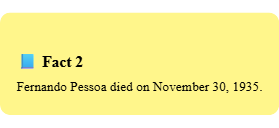 Fact 2
Fernando Pessoa died on November 30, 1935.